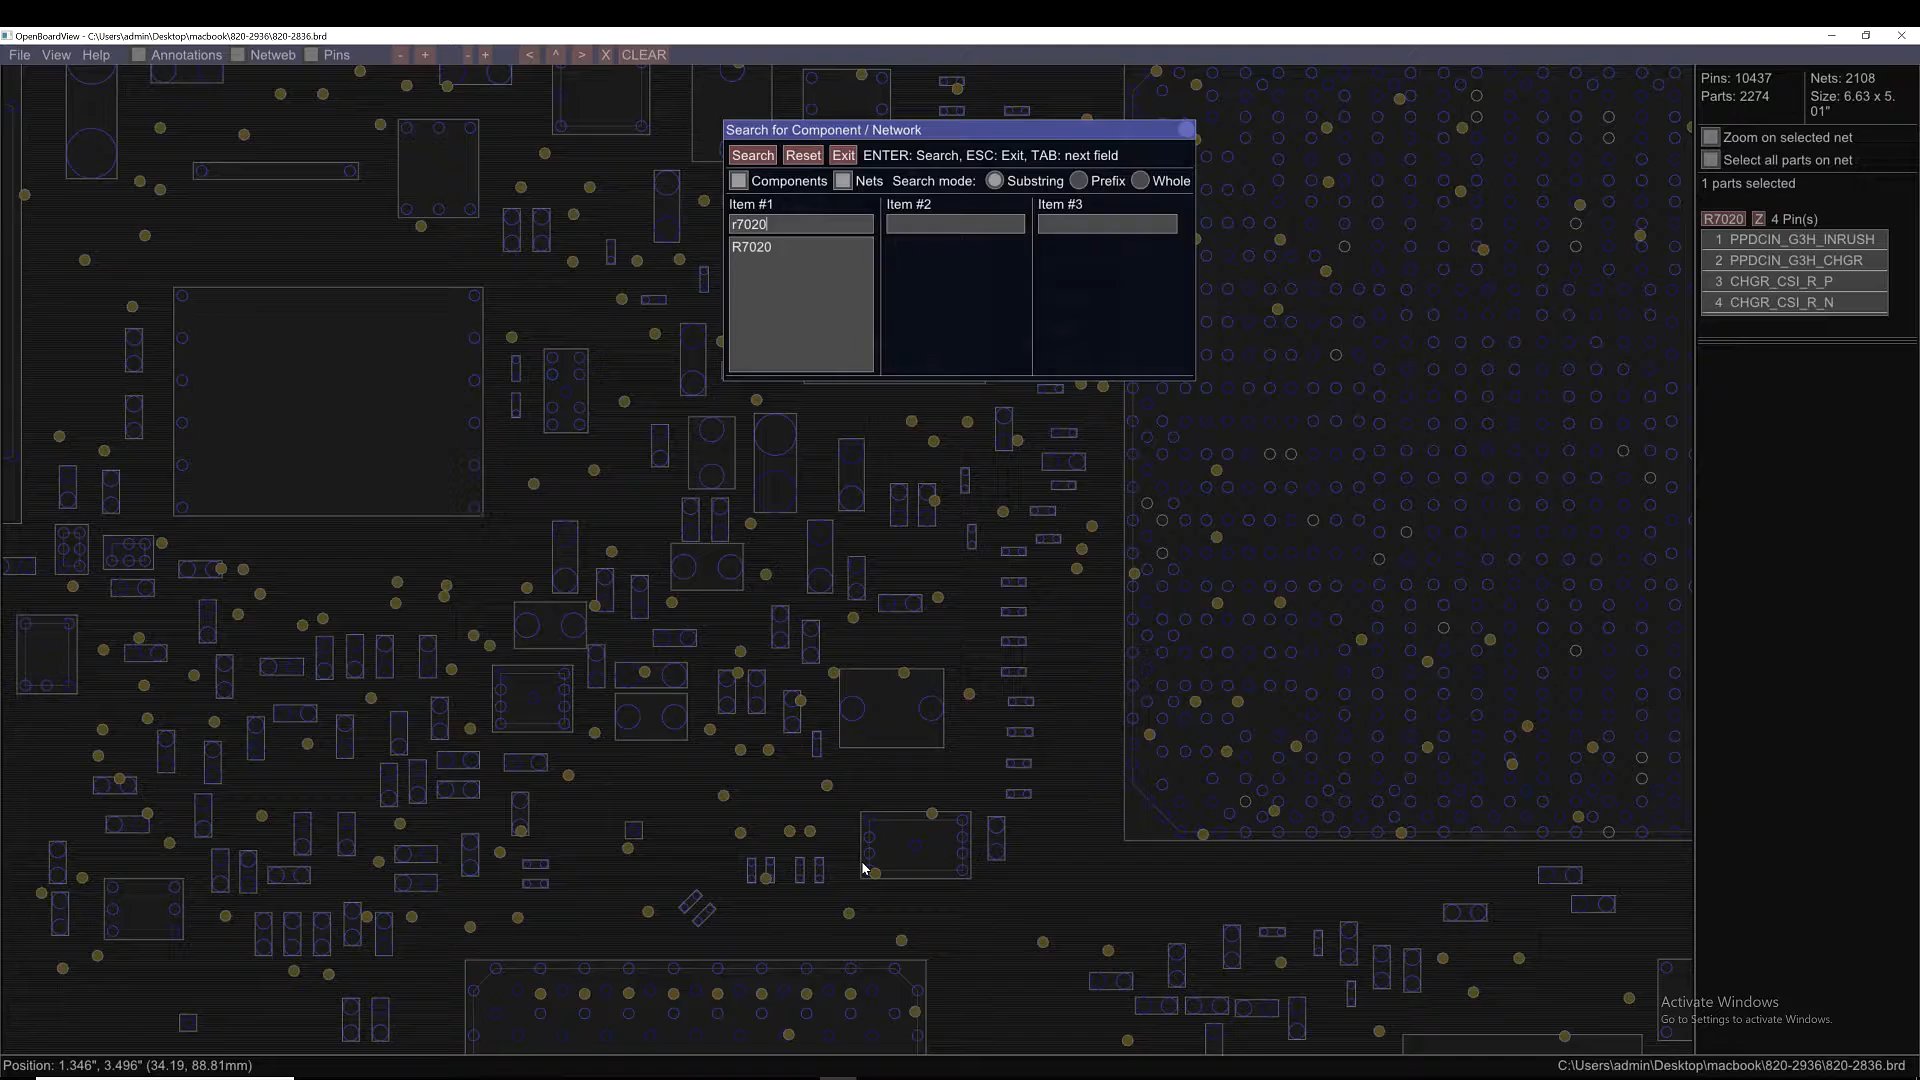 OpenBoardView - C:\Users\admin\Desktop\macbook\820-2936\820-2836.brd
File View Help Annotations Netweb Pins - + - + < ^ > X CLEAR
Search for Component / Network
Search Reset Exit ENTER: Search, ESC: Exit, TAB: next field
Components Nets Search mode: Substring Prefix Whole
Item #1 Item #2 Item #3
r7020
R7020
Pins: 10437 Nets: 2108
Parts: 2274 Size: 6.63 x 5.
01"
Zoom on selected net
Select all parts on net
1 parts selected
R7020 Z 4 Pin(s)
1 PPDCIN_G3H_INRUSH
2 PPDCIN_G3H_CHGR
3 CHGR_CSI_R_P
4 CHGR_CSI_R_N
Activate Windows
Go to Settings to activate Windows.
Position: 1.346", 3.496" (34.19, 88.81mm) C:\Users\admin\Desktop\macbook\820-2936\820-2836.brd